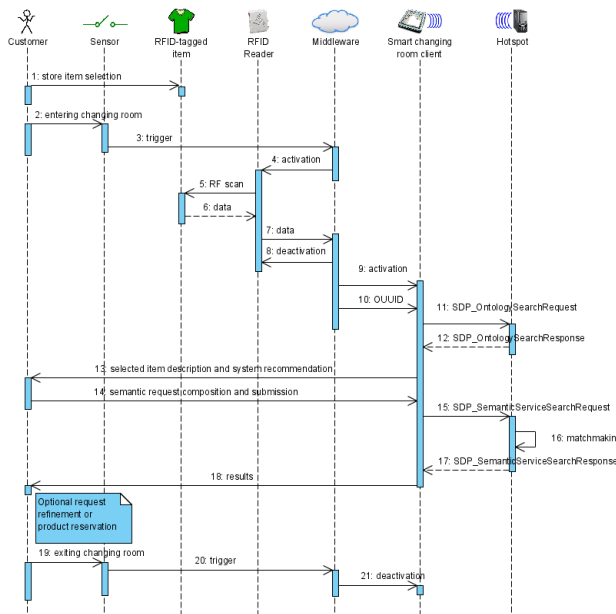 Customer
Sensor
RFID-tagged
item
RFID
Reader
Middleware
Smart changing
room client
Hotspot
1: store item selection
2: entering changing room
3: trigger
4: activation
5: RF scan
6: data
7: data
8: deactivation
9: activation
10: OUUID
11: SDP_OntologySearchRequest
12: SDP_OntologySearchResponse
13: selected item description and system recommendation
14: semantic request composition and submission
15: SDP_SemanticServiceSearchRequest
16: matchmakin
17: SDP_SemanticServiceSearchResponse
18: results
Optional request
refinement or
product reservation
19: exiting changing room
20: trigger
21: deactivation